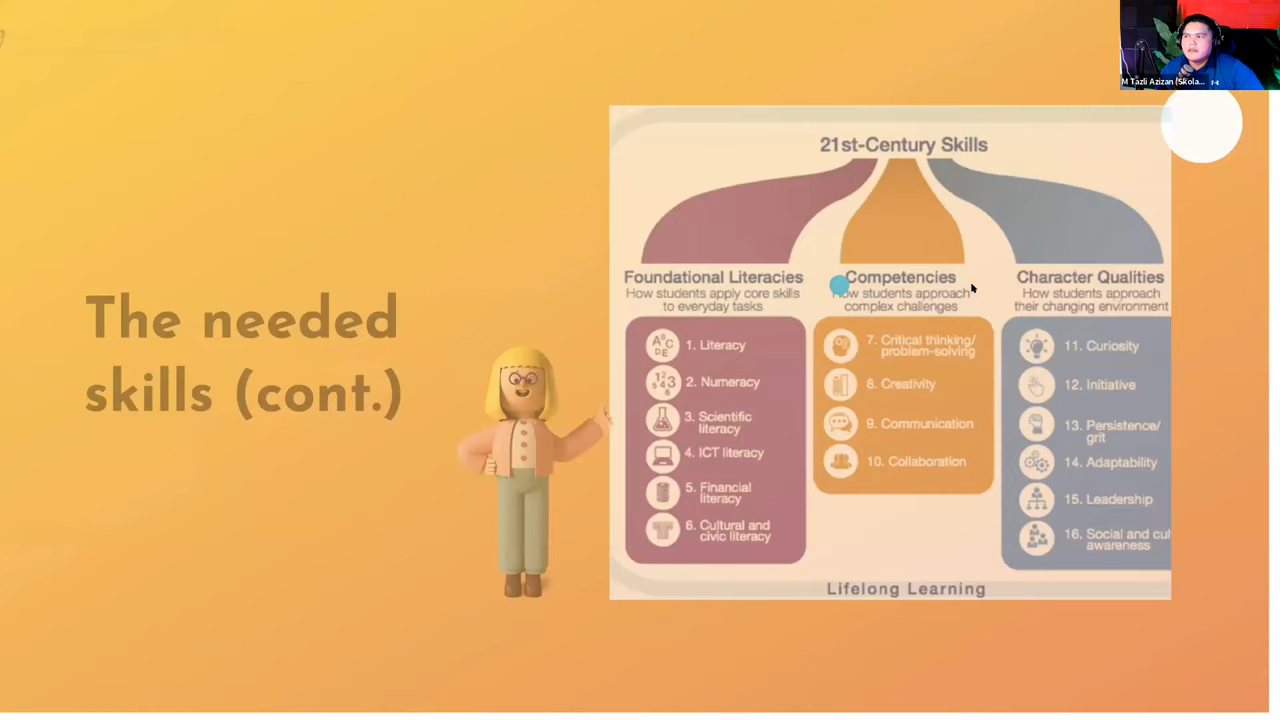 M Tazli Azizan (Skola...
The needed
skills (cont.)
21st-Century Skills
Foundational Literacies
How students apply core skills
to everyday tasks
ABC
DE
1. Literacy
2. Numeracy
3. Scientific
literacy
4. ICT literacy
5. Financial
literacy
6. Cultural and
civic literacy
Competencies
How students approach
complex challenges
7. Critical thinking/
problem-solving
8. Creativity
9. Communication
10. Collaboration
Character Qualities
How students approach
their changing environment
11. Curiosity
12. Initiative
13. Persistence/
grit
14. Adaptability
15. Leadership
16. Social and cul
awareness
Lifelong Learning